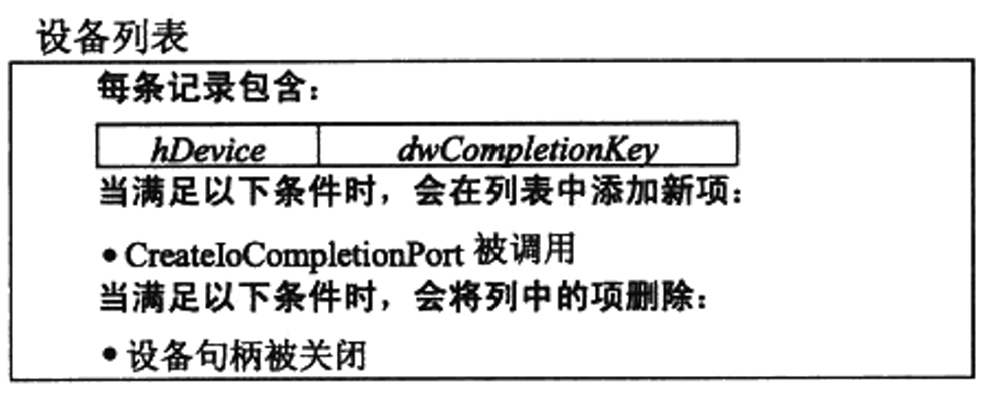 设备列表
每条记录包含：
hDevice dwCompletionKey
当满足以下条件时，会在列表中添加新项：
• CreateIoCompletionPort 被调用
当满足以下条件时，会将列中的项删除：
• 设备句柄被关闭